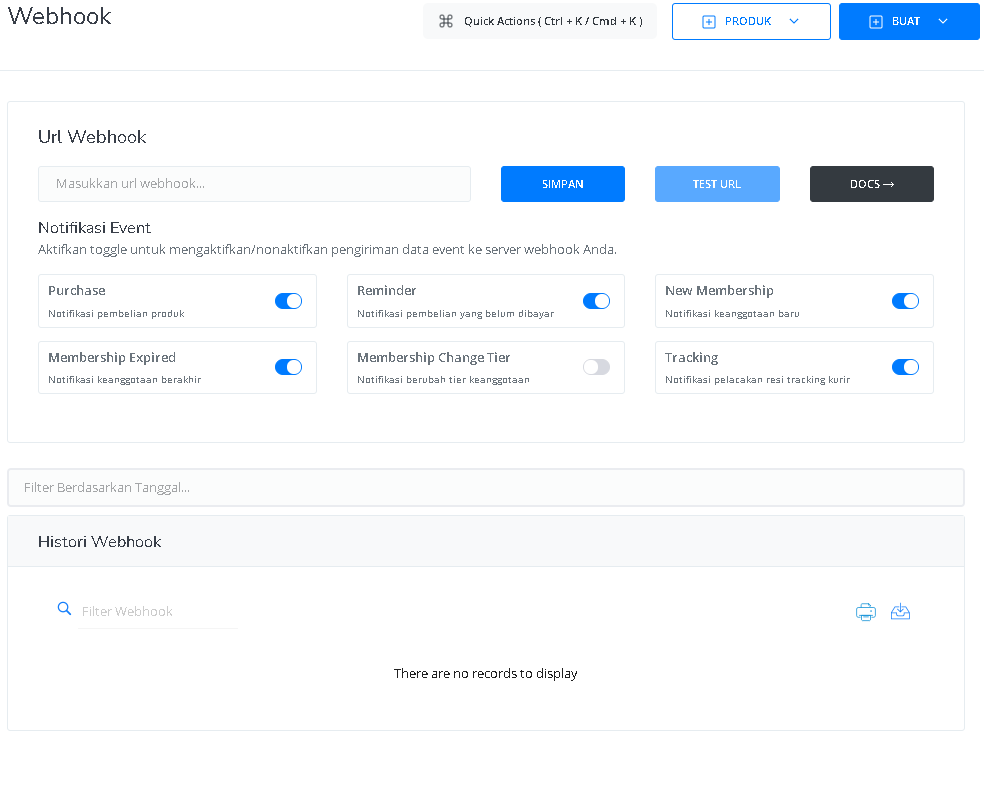 Webhook
Quick Actions ( Ctrl + K / Cmd + K )
PRODUK
BUAT
Url Webhook
Masukkan url webhook...
SIMPAN
TEST URL
DOCS →
Notifikasi Event
Aktifkan toggle untuk mengaktifkan/nonaktifkan pengiriman data event ke server webhook Anda.
Purchase
Notifikasi pembelian produk
Reminder
Notifikasi pembelian yang belum dibayar
New Membership
Notifikasi keanggotaan baru
Membership Expired
Notifikasi keanggotaan berakhir
Membership Change Tier
Notifikasi berubah tier keanggotaan
Tracking
Notifikasi pelacakan resi tracking kurir
Filter Berdasarkan Tanggal...
Histori Webhook
Filter Webhook
There are no records to display